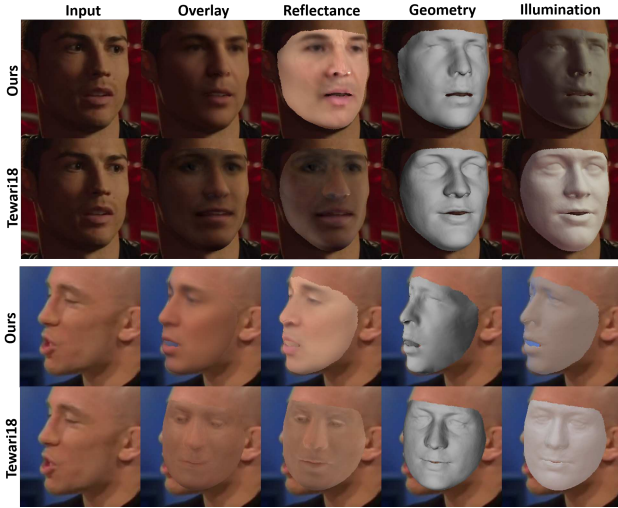 Input Overlay Reflectance Geometry Illumination
Ours
Tewari18
Ours
Tewari18